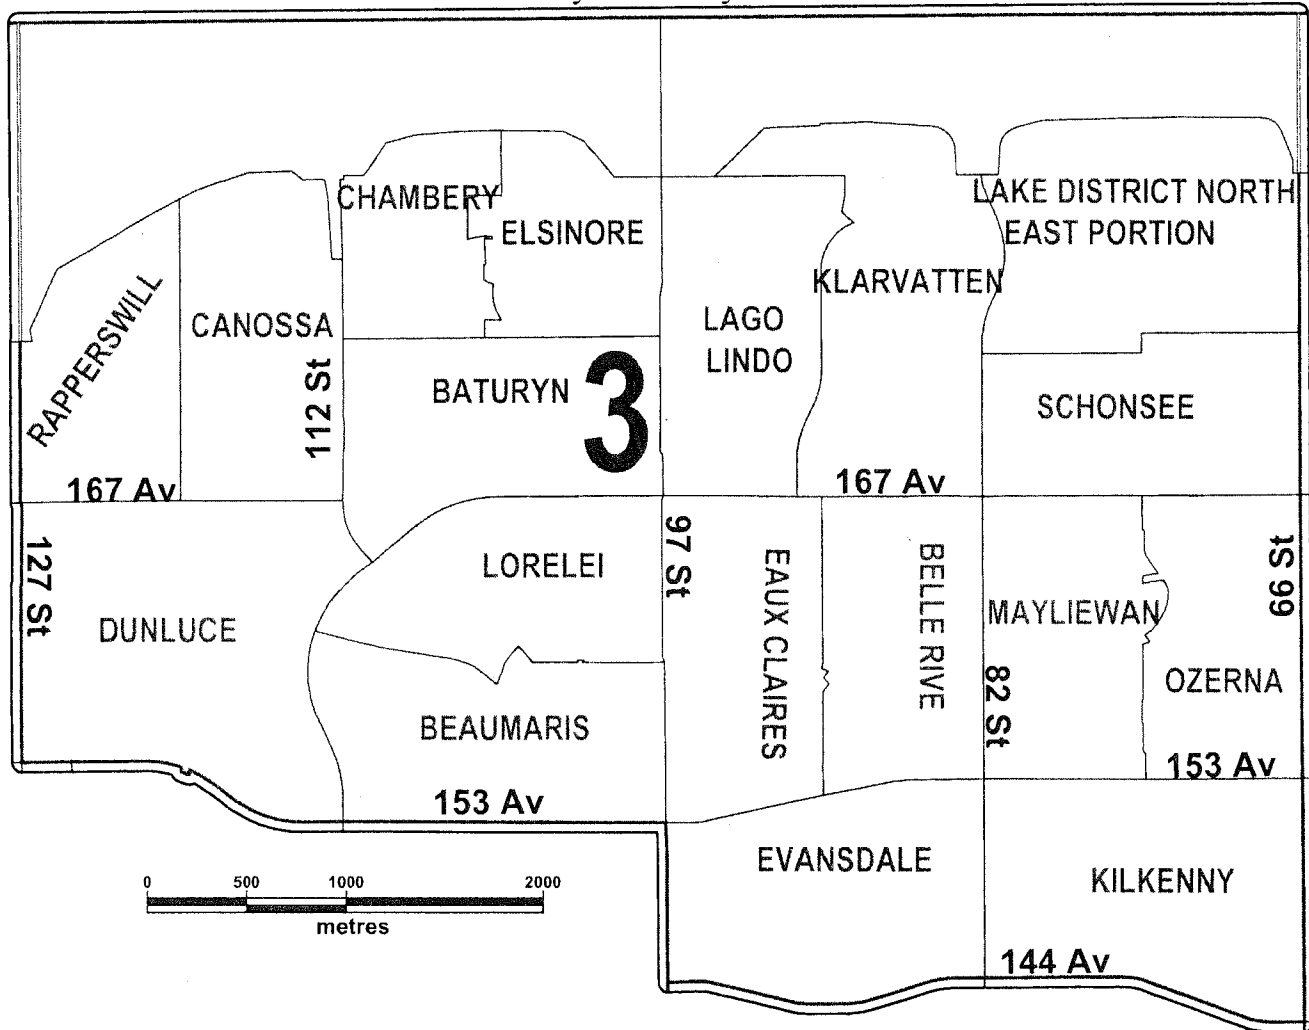 CHAMBERY
LAKE DISTRICT NORTH
EAST PORTION
ELSINORE
KLARVATTEN
RAPPERSWILL
CANOSSA
LAGO
LINDO
112 St
BATURYN
3
SCHONSEE
167 Av
167 Av
127 St
97 St
66 St
LORELEI
EAUX CLAIRES
BELLE RIVE
MAYLIEWAN
DUNLUCE
82 St
OZERNA
BEAUMARIS
153 Av
153 Av
EVANSDALE
KILKENNY
0 500 1000 2000
metres
144 Av